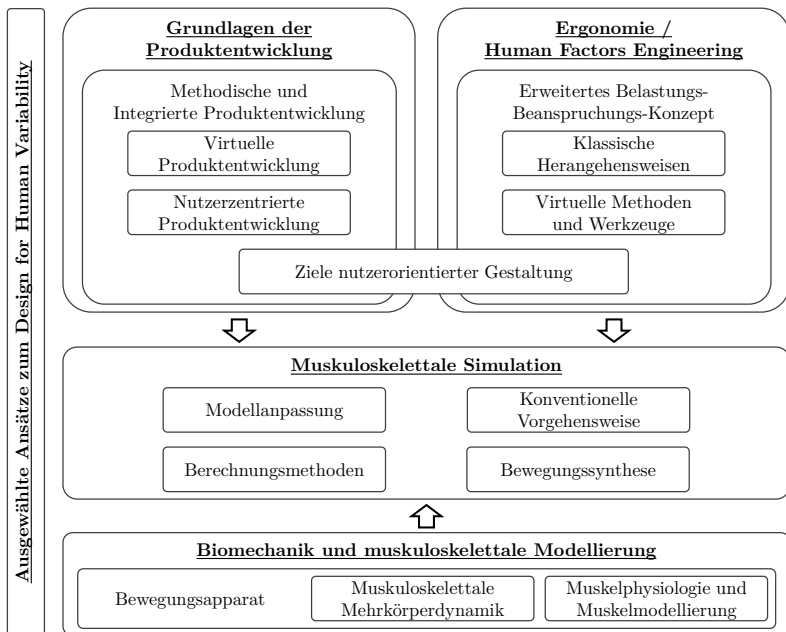 Ausgewählte Ansätze zum Design for Human Variability
Grundlagen der
Produktentwicklung
Methodische und
Integrierte Produktentwicklung
Virtuelle
Produktentwicklung
Nutzerzentrierte
Produktentwicklung
Ergonomie /
Human Factors Engineering
Erweitertes Belastungs-
Beanspruchungs-Konzept
Klassische
Herangehensweisen
Virtuelle Methoden
und Werkzeuge
Ziele nutzerorientierter Gestaltung
Muskuloskelettale Simulation
Modellanpassung
Konventionelle
Vorgehensweise
Berechnungsmethoden
Bewegungssynthese
Biomechanik und muskuloskelettale Modellierung
Bewegungsapparat
Muskuloskelettale
Mehrkörperdynamik
Muskelphysiologie und
Muskelmodellierung